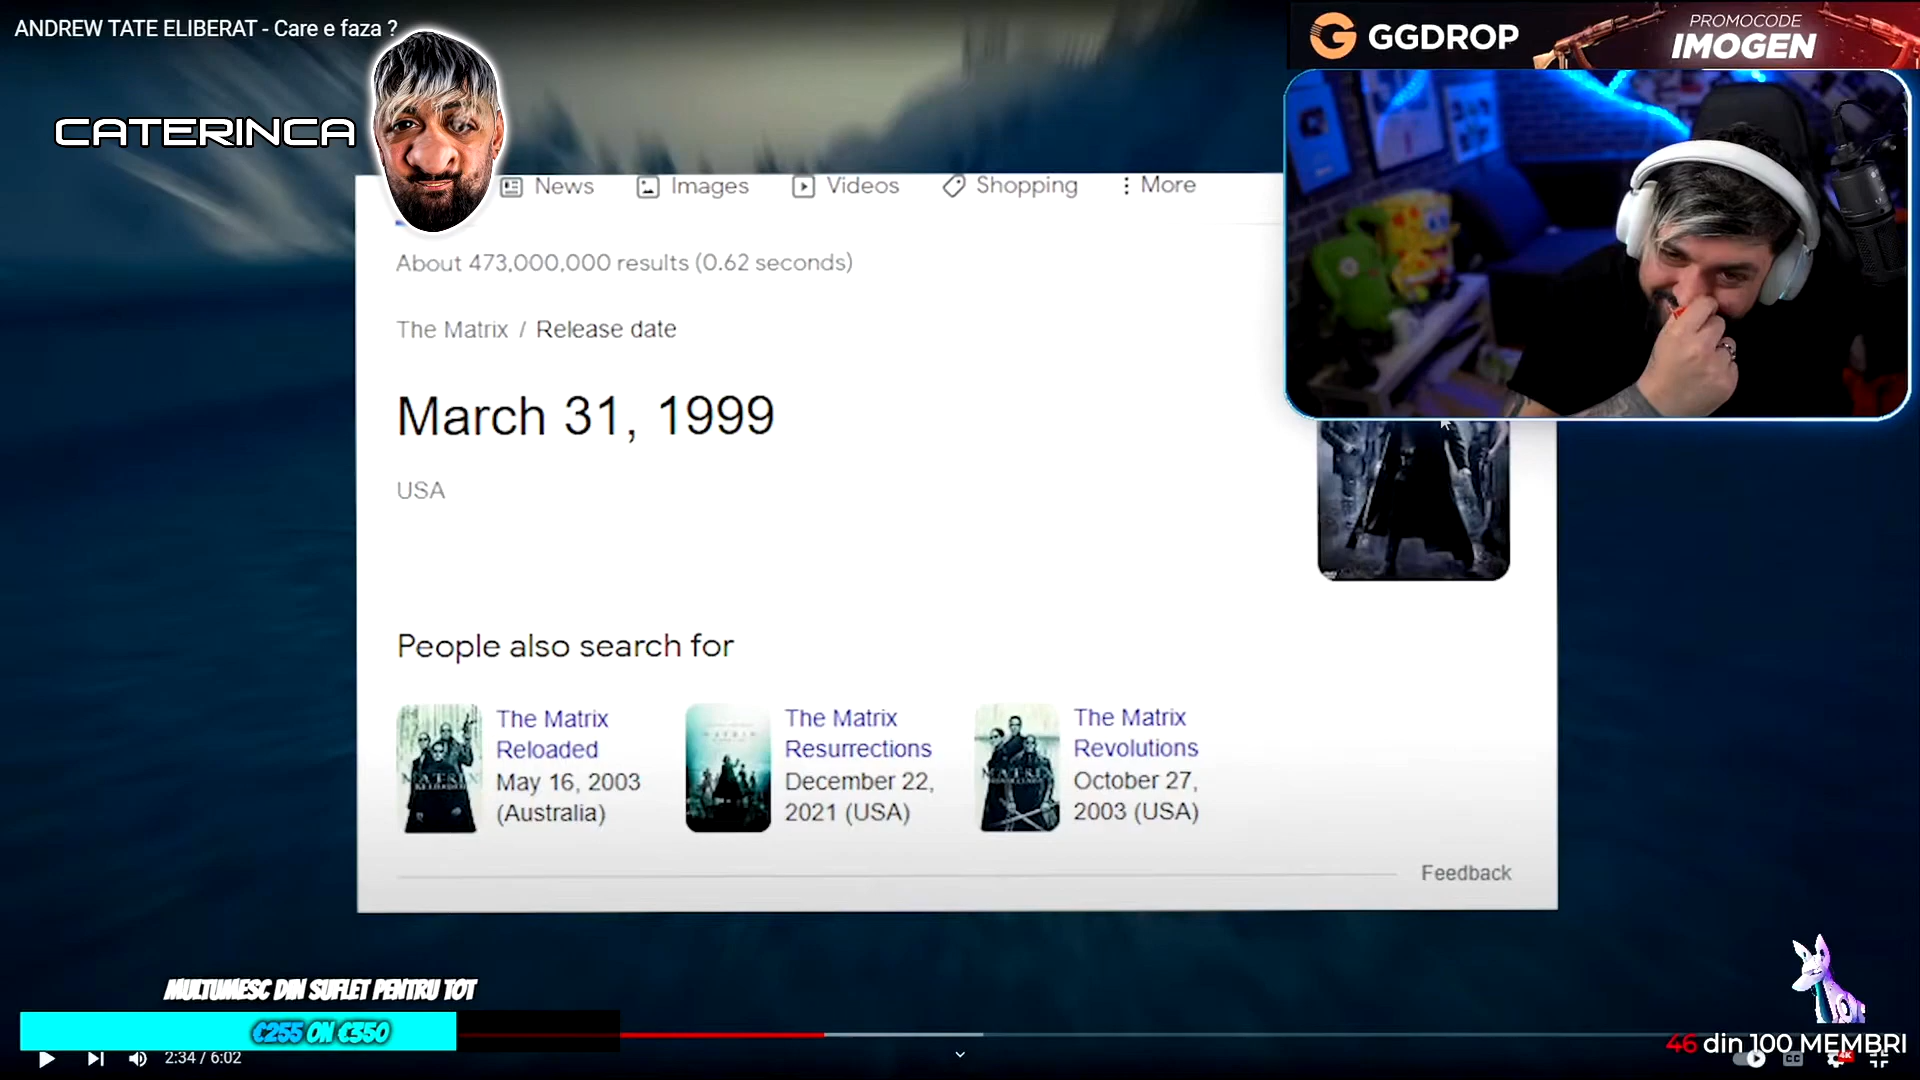 ANDREW TATE ELIBERAT - Care e faza ?
GGDROP
PROMOCODE
IMOGEN
CATERINCA
News
Images
Videos
Shopping
More
About 473,000,000 results (0.62 seconds)
The Matrix / Release date
March 31, 1999
USA
People also search for
The Matrix
Reloaded
May 16, 2003
(Australia)
The Matrix
Resurrections
December 22,
2021 (USA)
The Matrix
Revolutions
October 27,
2003 (USA)
Feedback
MULTUMESC DIN SUFLET PENTRU TOT
€255 ON €350
46 din 100 MEMBRI
2:34 / 6:02
CC
4K